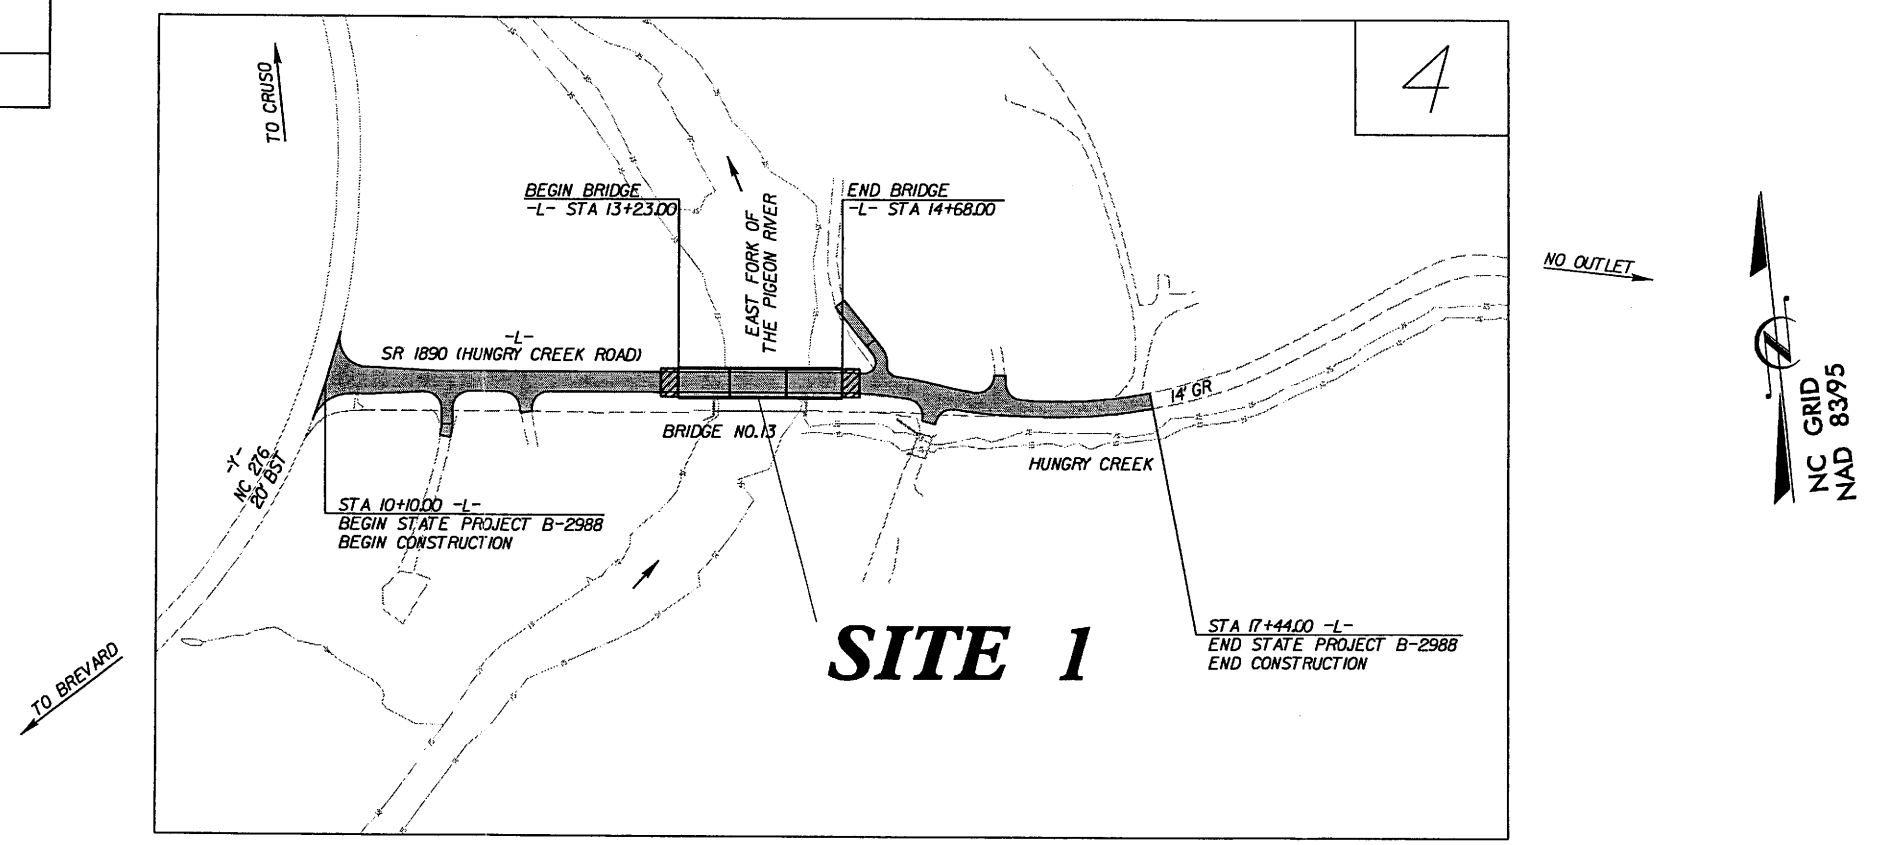 4
TO CRUSO
BEGIN BRIDGE
-L- STA 13+23.00
END BRIDGE
-L- STA 14+68.00
EAST FORK OF
THE PIGEON RIVER
NO OUTLET
-L-
SR 1890 (HUNGRY CREEK ROAD)
14' GR
NC GRID
NAD 83/95
BRIDGE NO.13
HUNGRY CREEK
-Y-
NC 276
20' BST
STA 10+10.00 -L-
BEGIN STATE PROJECT B-2988
BEGIN CONSTRUCTION
SITE 1
STA 17+44.00 -L-
END STATE PROJECT B-2988
END CONSTRUCTION
TO BREVARD